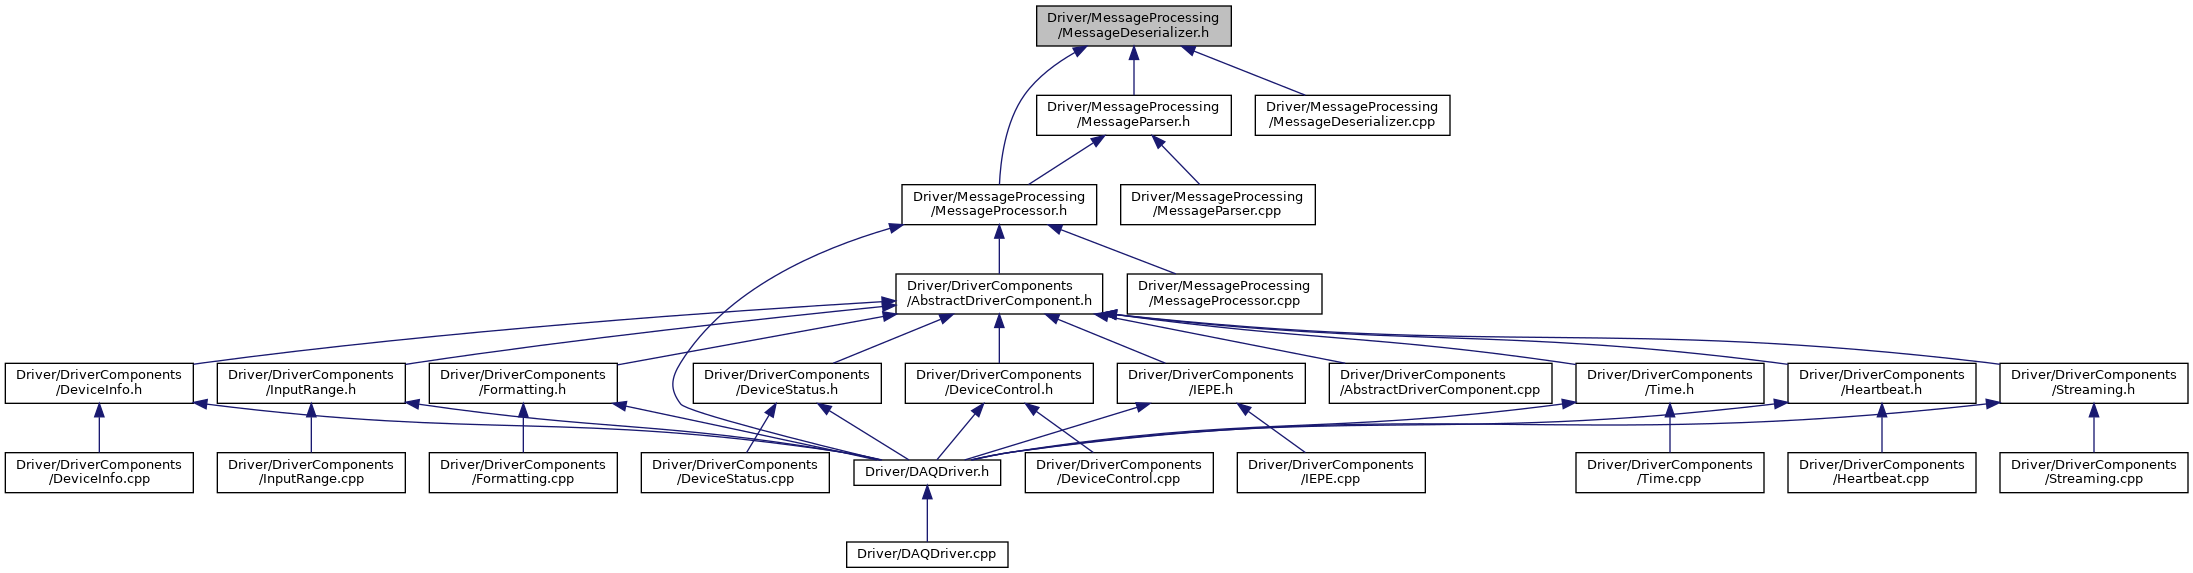 Driver/MessageProcessing
/MessageDeserializer.h
Driver/MessageProcessing
/MessageParser.h
Driver/MessageProcessing
/MessageDeserializer.cpp
Driver/MessageProcessing
/MessageProcessor.h
Driver/MessageProcessing
/MessageParser.cpp
Driver/DriverComponents
/AbstractDriverComponent.h
Driver/MessageProcessing
/MessageProcessor.cpp
Driver/DriverComponents
/DeviceInfo.h
Driver/DriverComponents
/InputRange.h
Driver/DriverComponents
/Formatting.h
Driver/DriverComponents
/DeviceStatus.h
Driver/DriverComponents
/DeviceControl.h
Driver/DriverComponents
/IEPE.h
Driver/DriverComponents
/AbstractDriverComponent.cpp
Driver/DriverComponents
/Time.h
Driver/DriverComponents
/Heartbeat.h
Driver/DriverComponents
/Streaming.h
Driver/DriverComponents
/DeviceInfo.cpp
Driver/DriverComponents
/InputRange.cpp
Driver/DriverComponents
/Formatting.cpp
Driver/DriverComponents
/DeviceStatus.cpp
Driver/DAQDriver.h
Driver/DriverComponents
/DeviceControl.cpp
Driver/DriverComponents
/IEPE.cpp
Driver/DriverComponents
/Time.cpp
Driver/DriverComponents
/Heartbeat.cpp
Driver/DriverComponents
/Streaming.cpp
Driver/DAQDriver.cpp